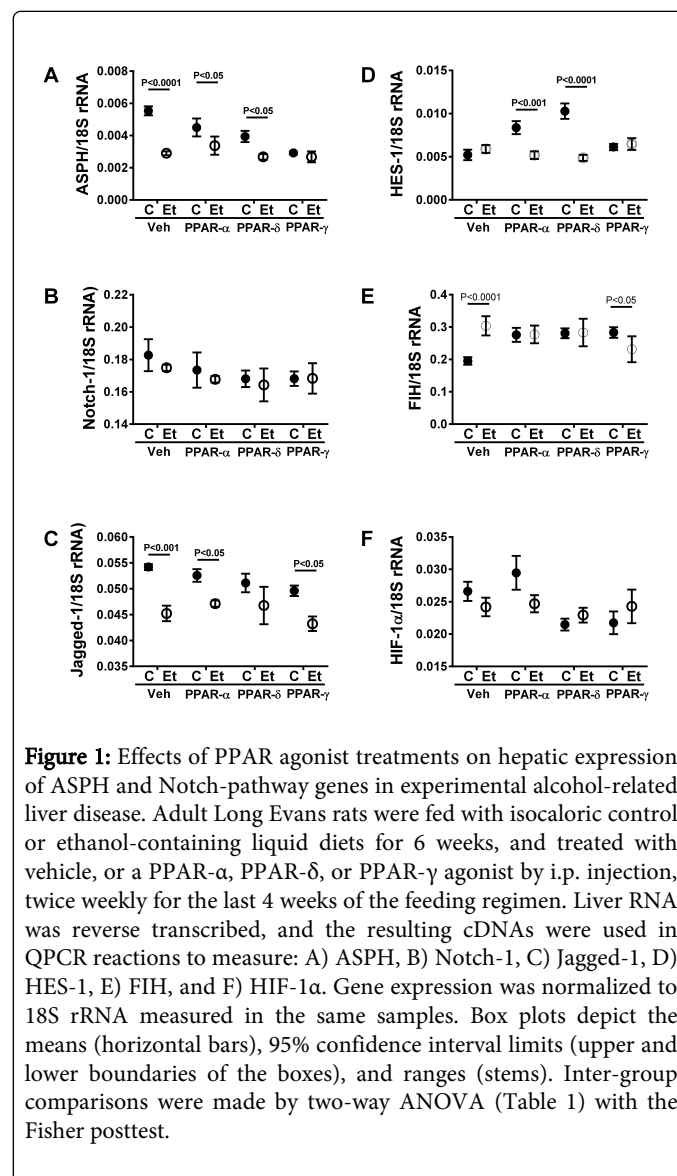 A
ASPH/18S rRNA
0.008
0.006
0.004
0.002
0.000
P<0.0001
P<0.05
P<0.05
C Et C Et C Et C Et
Veh PPAR-α PPAR-δ PPAR-γ
D
HES-1/18S rRNA
0.015
0.010
0.005
0.000
P<0.001
P<0.0001
C Et C Et C Et C Et
Veh PPAR-α PPAR-δ PPAR-γ
B
Notch-1/18S rRNA)
0.22
0.20
0.18
0.16
0.14
C Et C Et C Et C Et
Veh PPAR-α PPAR-δ PPAR-γ
E
FIH/18S rRNA
0.4
0.3
0.2
0.0
P<0.0001
P<0.05
C Et C Et C Et C Et
Veh PPAR-α PPAR-δ PPAR-γ
C
Jagged-1/18S rRNA)
0.060
0.055
0.050
0.045
0.040
0.035
P<0.001
P<0.05
P<0.05
C Et C Et C Et C Et
Veh PPAR-α PPAR-δ PPAR-γ
F
HIF-1α/18S rRNA
0.035
0.030
0.025
0.020
0.015
C Et C Et C Et C Et
Veh PPAR-α PPAR-δ PPAR-γ
Figure 1: Effects of PPAR agonist treatments on hepatic expression
of ASPH and Notch-pathway genes in experimental alcohol-related
liver disease. Adult Long Evans rats were fed with isocaloric control
or ethanol-containing liquid diets for 6 weeks, and treated with
vehicle, or a PPAR-α, PPAR-δ, or PPAR-γ agonist by i.p. injection,
twice weekly for the last 4 weeks of the feeding regimen. Liver RNA
was reverse transcribed, and the resulting cDNAs were used in
QPCR reactions to measure: A) ASPH, B) Notch-1, C) Jagged-1, D)
HES-1, E) FIH, and F) HIF-1α. Gene expression was normalized to
18S rRNA measured in the same samples. Box plots depict the
means (horizontal bars), 95% confidence interval limits (upper and
lower boundaries of the boxes), and ranges (stems). Inter-group
comparisons were made by two-way ANOVA (Table 1) with the
Fisher posttest.